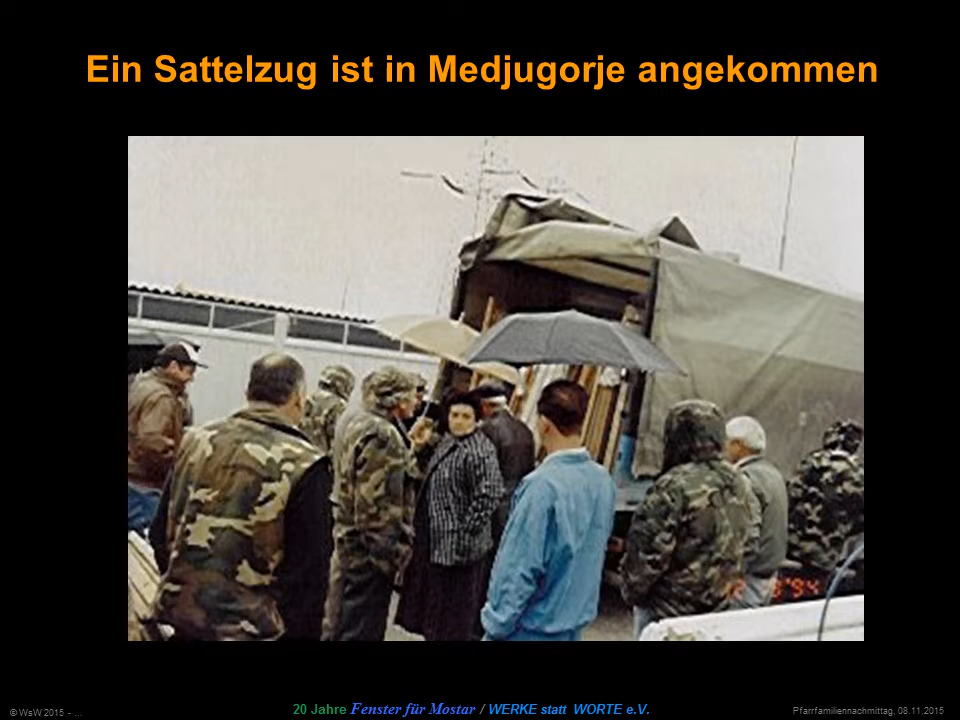 Ein Sattelzug ist in Medjugorje angekommen
'94
© WsW 2015 - ...
20 Jahre Fenster für Mostar / WERKE statt WORTE e.V.
Pfarrfamiliennachmittag, 08.11.2015